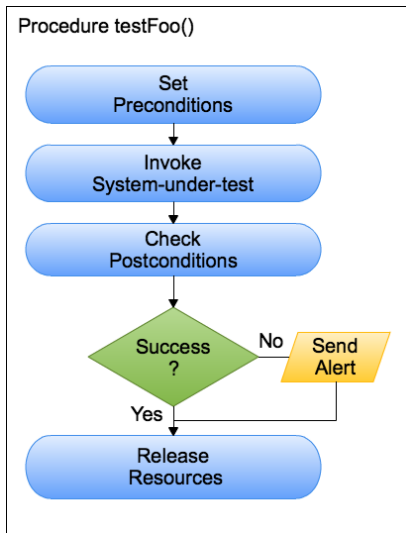 Procedure testFoo()
Set
Preconditions
Invoke
System-under-test
Check
Postconditions
Success
?
No
Send
Alert
Yes
Release
Resources